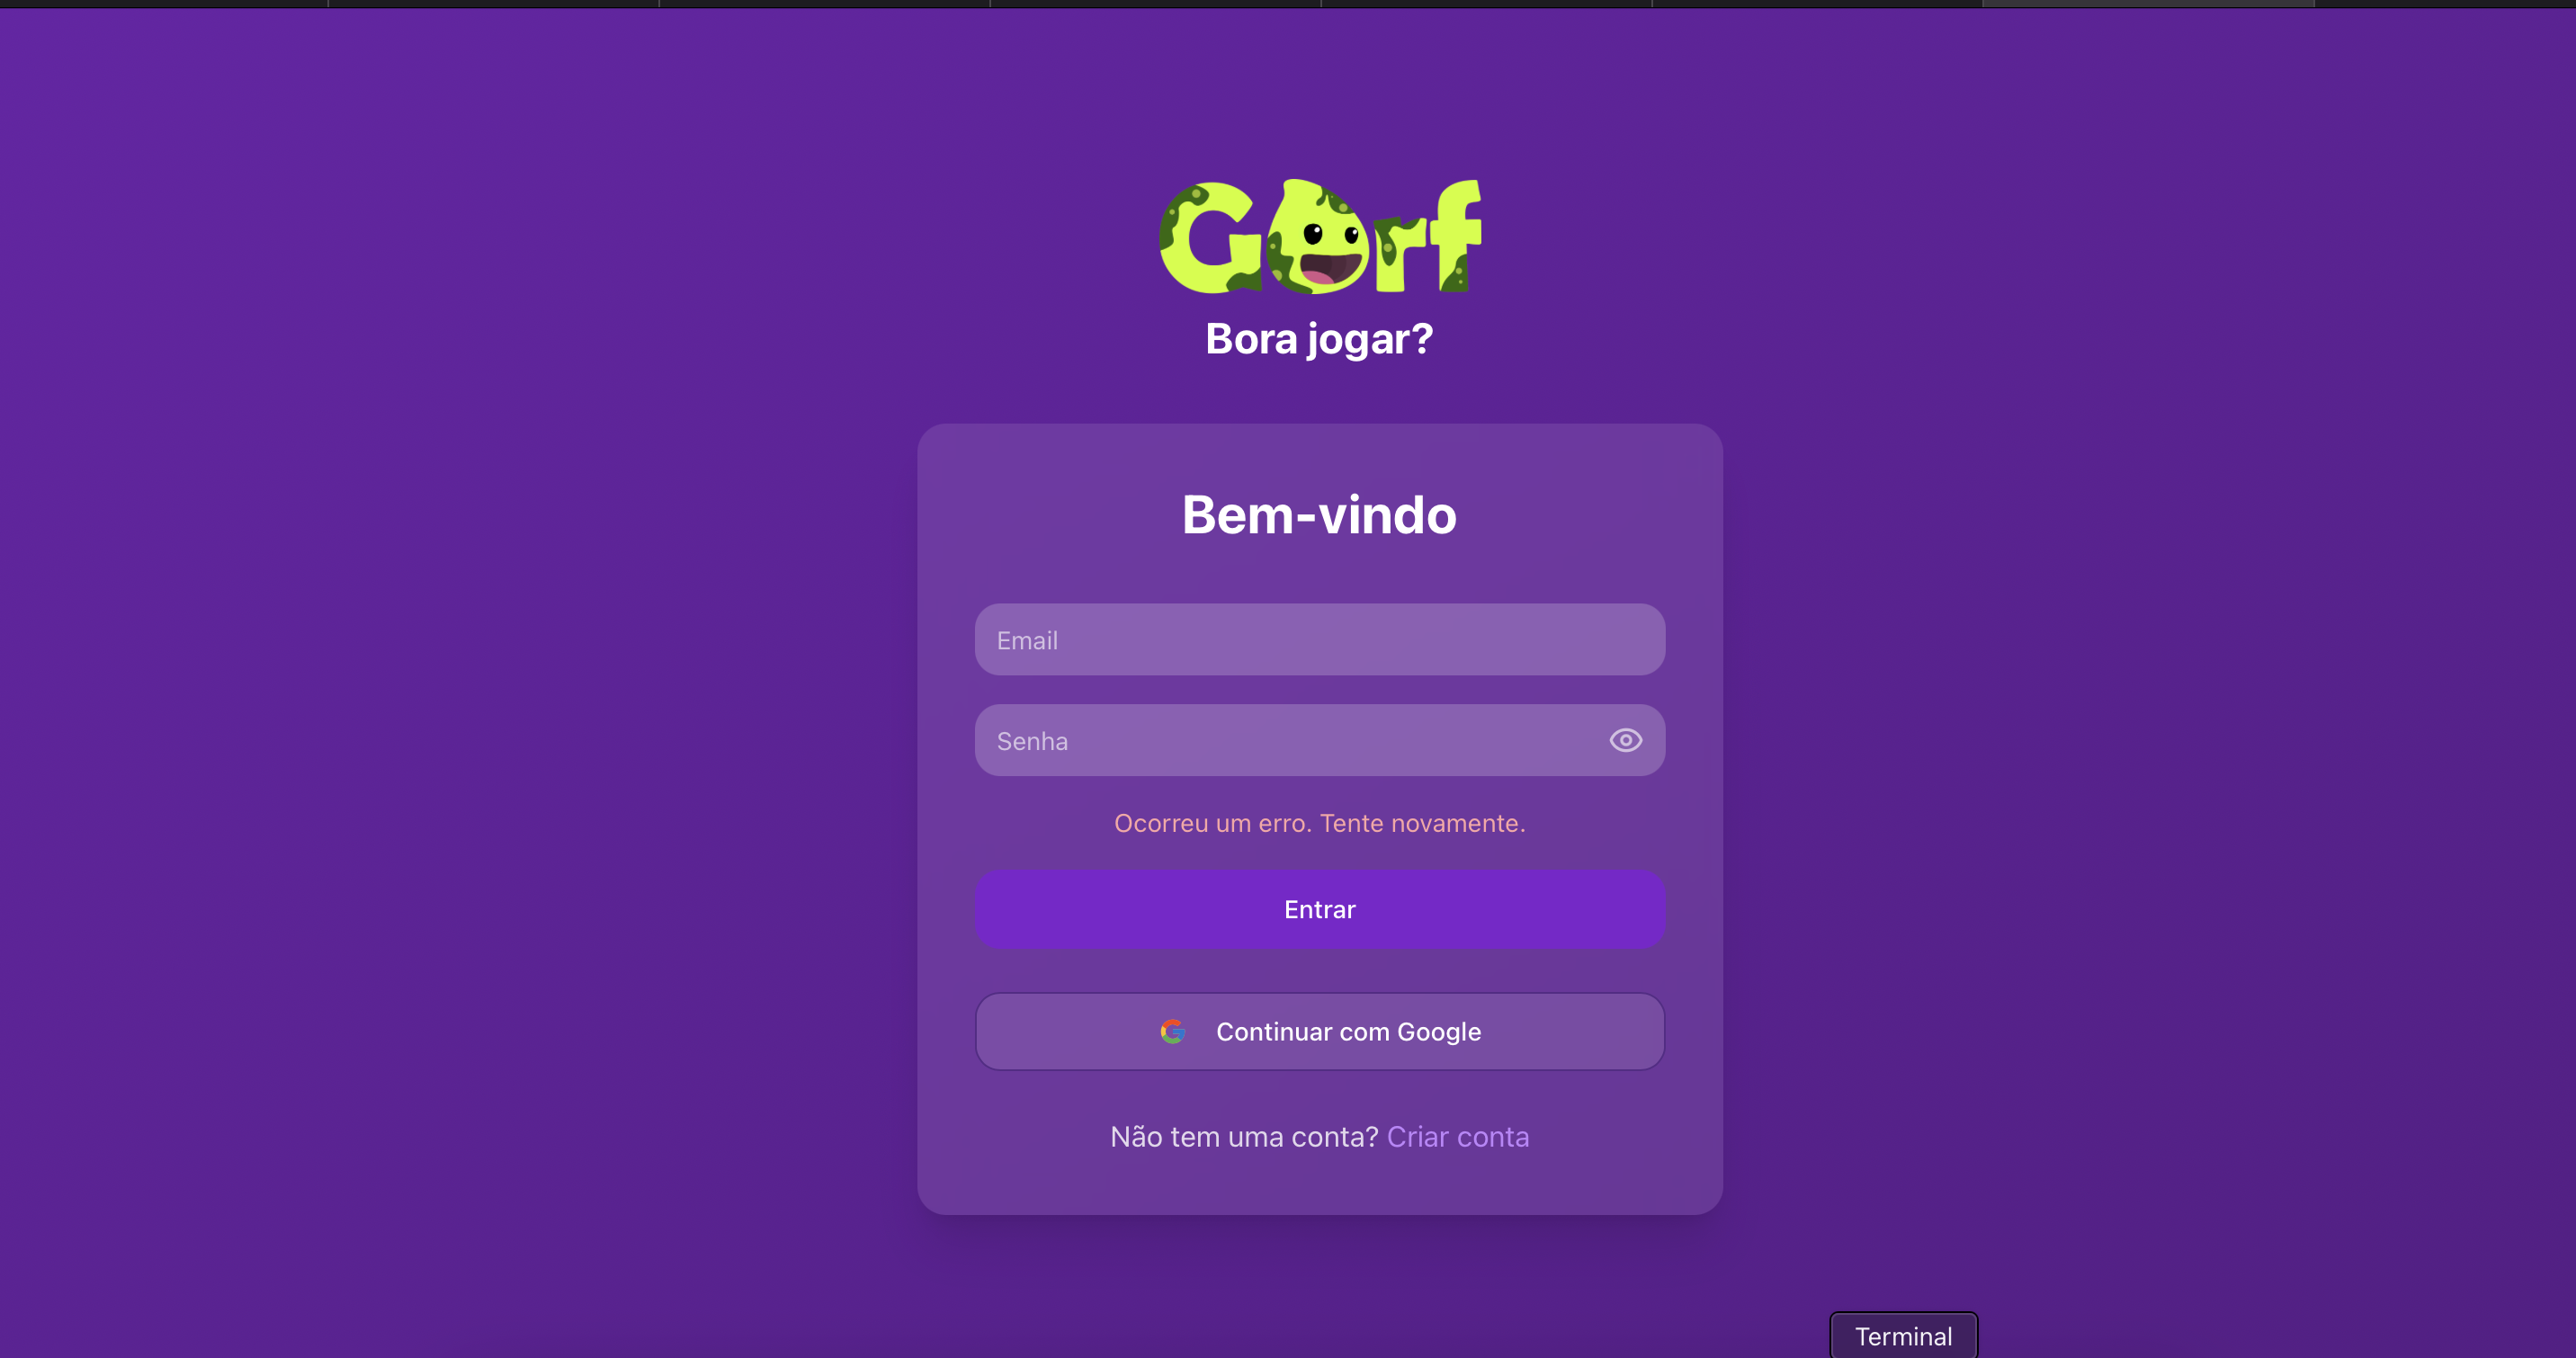 Gorf
Bora jogar?
Bem-vindo
Email
Senha
Ocorreu um erro. Tente novamente.
Entrar
Continuar com Google
Não tem uma conta? Criar conta
Terminal